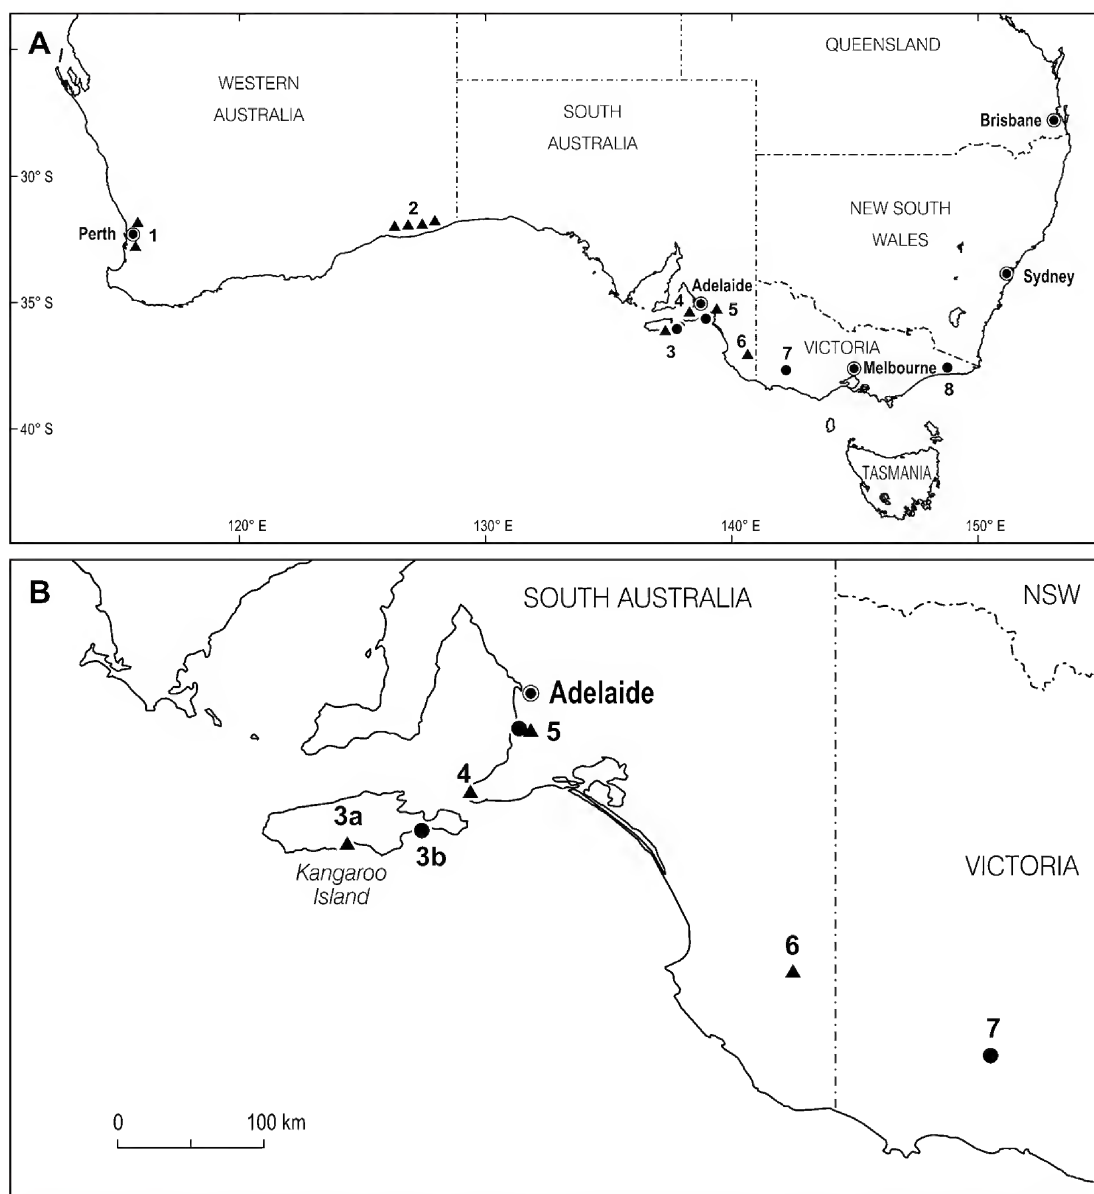 A
QUEENSLAND
WESTERN
AUSTRALIA
SOUTH
AUSTRALIA
Brisbane
30° S
2
NEW SOUTH
WALES
Perth
1
Sydney
Adelaide
35° S
4
5
3
6
7
VICTORIA
Melbourne
8
40° S
TASMANIA
120° E
130° E
140° E
150° E
B
SOUTH AUSTRALIA
NSW
Adelaide
5
4
3a
3b
Kangaroo
Island
VICTORIA
6
7
0
100 km